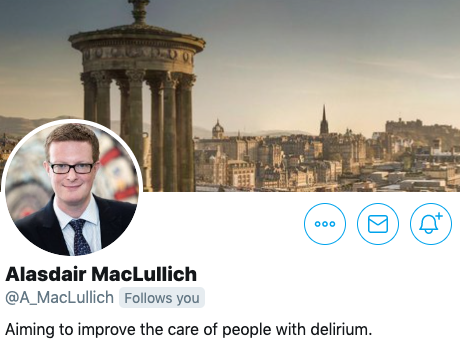 Alasdair MacLullich
@A_MacLullich Follows you
Aiming to improve the care of people with delirium.